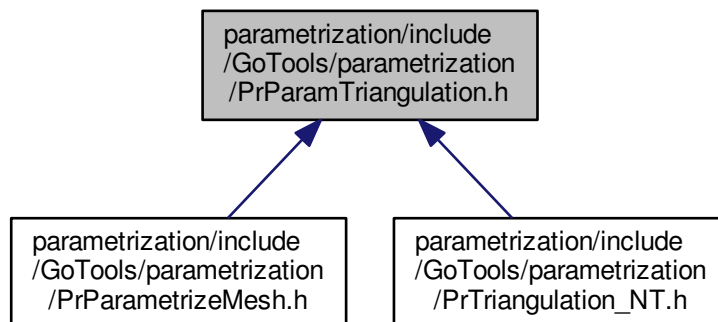 parametrization/include
/GoTools/parametrization
/PrParamTriangulation.h
parametrization/include
/GoTools/parametrization
/PrParametrizeMesh.h
parametrization/include
/GoTools/parametrization
/PrTriangulation_NT.h